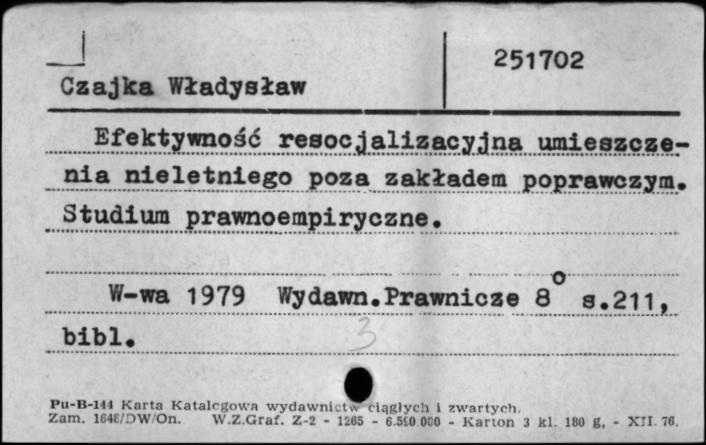 251702
Czajka Władysław
Efektywność resocjalizacyjna umieszcze-
nia nieletniego poza zakładem poprawczym.
Studium prawnoempiryczne.
W-wa 1979 Wydawn.Prawnicze 8° s.211,
bibl.
3
Pu-B-144 Karta Katalogowa wydawnictw ciągłych i zwartych.
Zam. 1648/DW/On. W.Z.Graf. Z-2 - 1265 - 6.500.000 - Karton 3 kl. 180 g, - XII. 76.